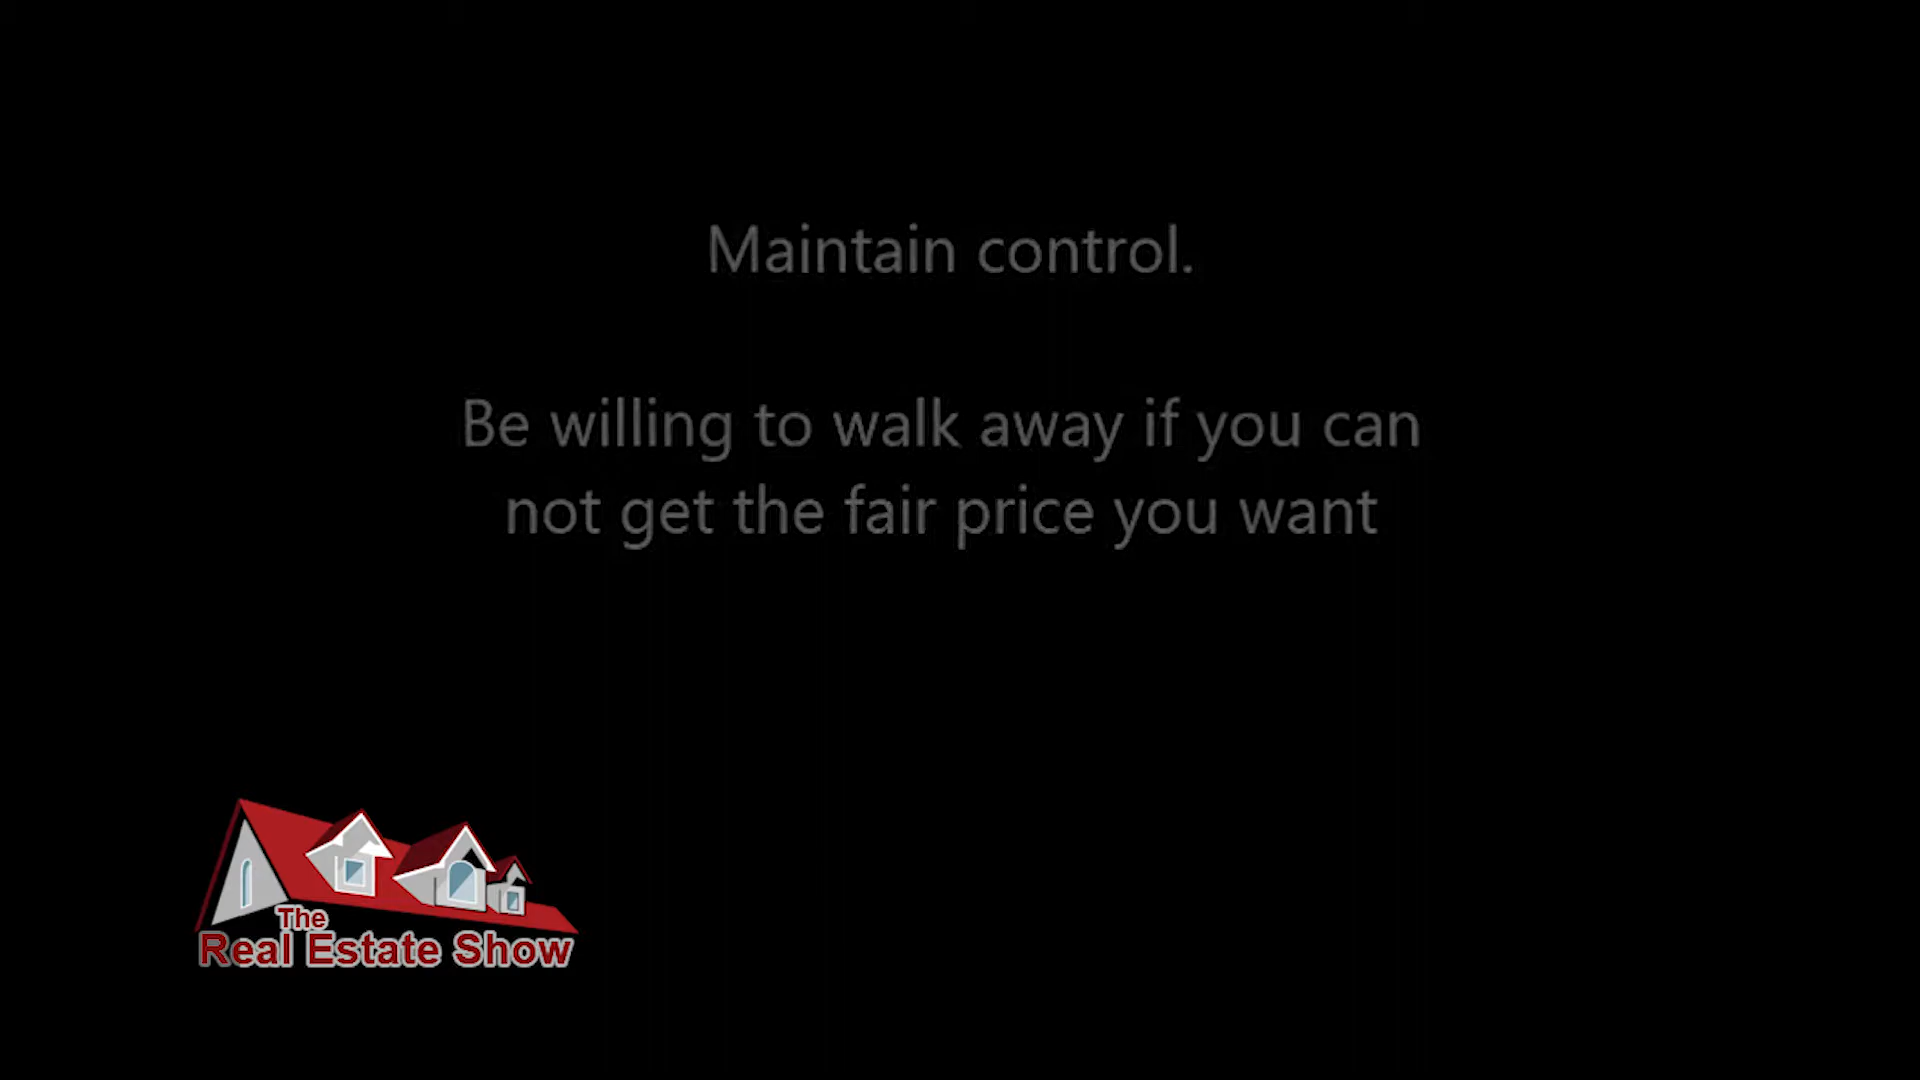 Maintain control.
Be willing to walk away if you can
not get the fair price you want
The
Real Estate Show